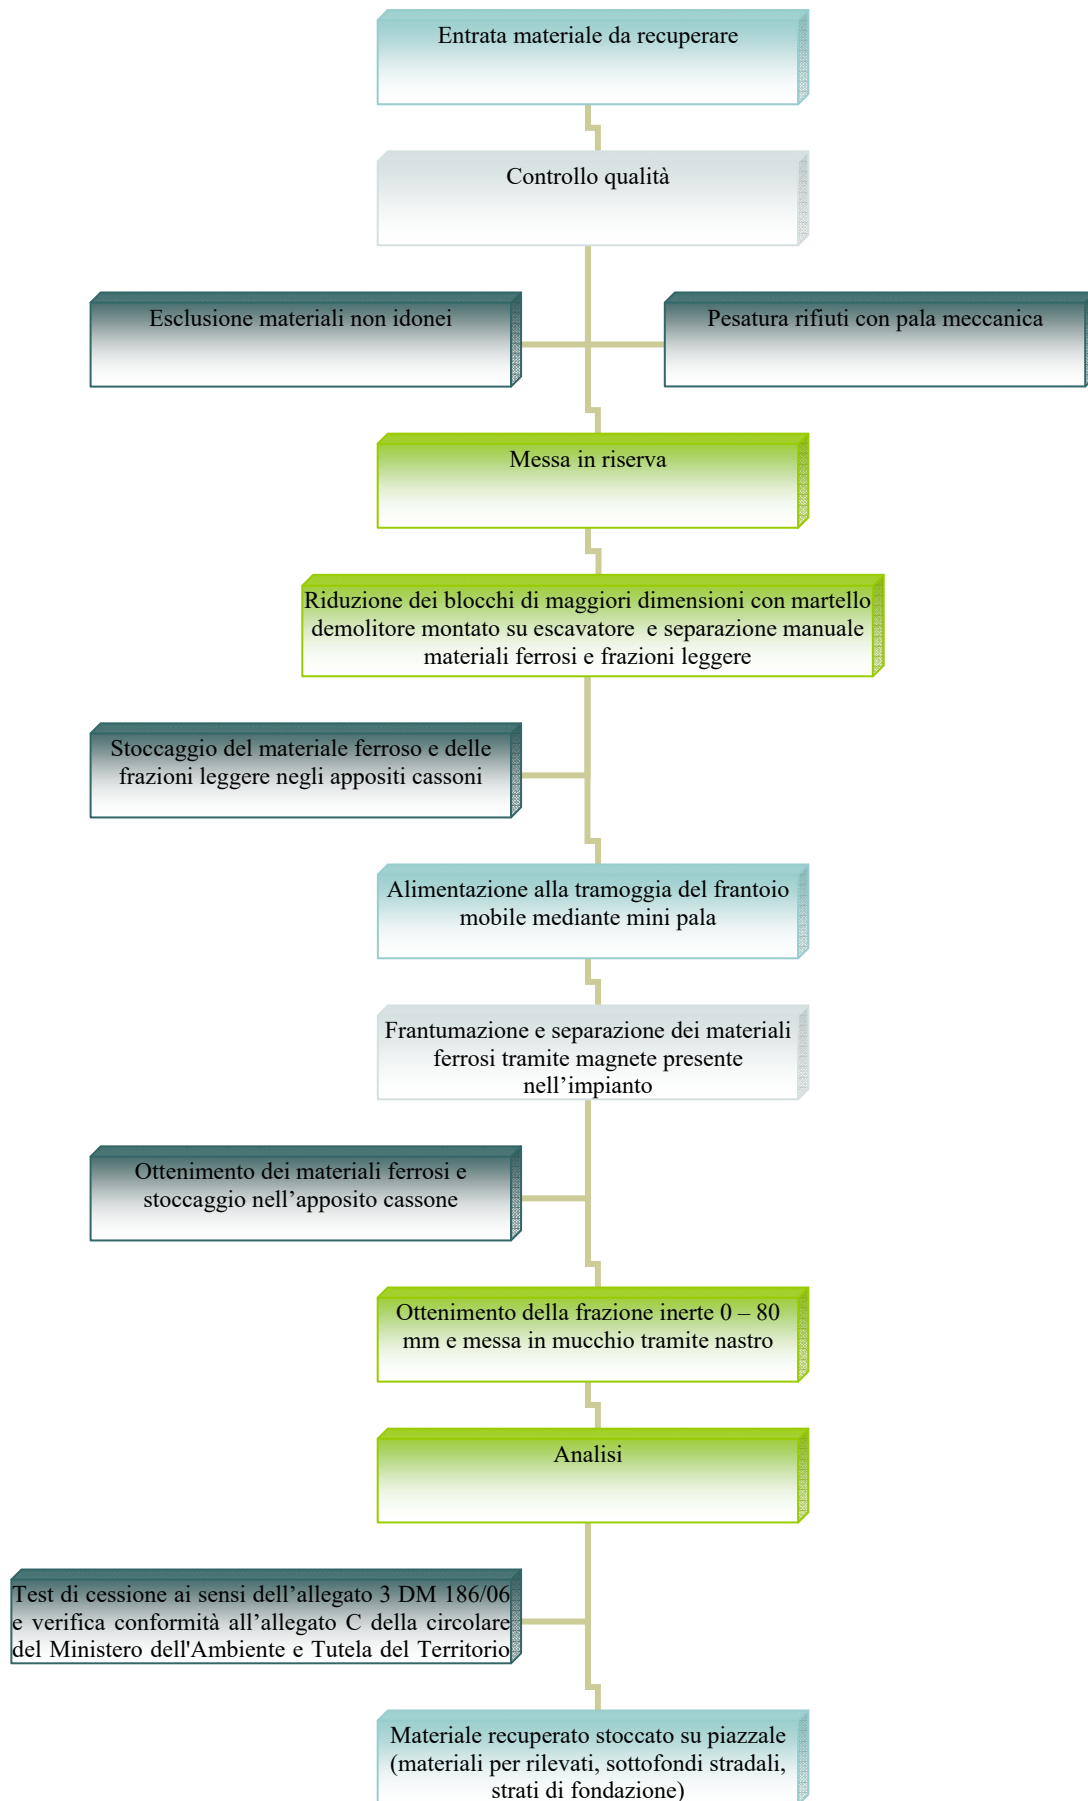 Entrata materiale da recuperare
Controllo qualità
Esclusione materiali non idonei
Pesatura rifiuti con pala meccanica
Messa in riserva
Riduzione dei blocchi di maggiori dimensioni con martello
demolitore montato su escavatore e separazione manuale
materiali ferrosi e frazioni leggere
Stoccaggio del materiale ferroso e delle
frazioni leggere negli appositi cassoni
Alimentazione alla tramoggia del frantoio
mobile mediante mini pala
Frantumazione e separazione dei materiali
ferrosi tramite magnete presente
nell’impianto
Ottenimento dei materiali ferrosi e
stoccaggio nell’apposito cassone
Ottenimento della frazione inerte 0 – 80
mm e messa in mucchio tramite nastro
Analisi
Test di cessione ai sensi dell’allegato 3 DM 186/06
e verifica conformità all’allegato C della circolare
del Ministero dell'Ambiente e Tutela del Territorio
Materiale recuperato stoccato su piazzale
(materiali per rilevati, sottofondi stradali,
strati di fondazione)